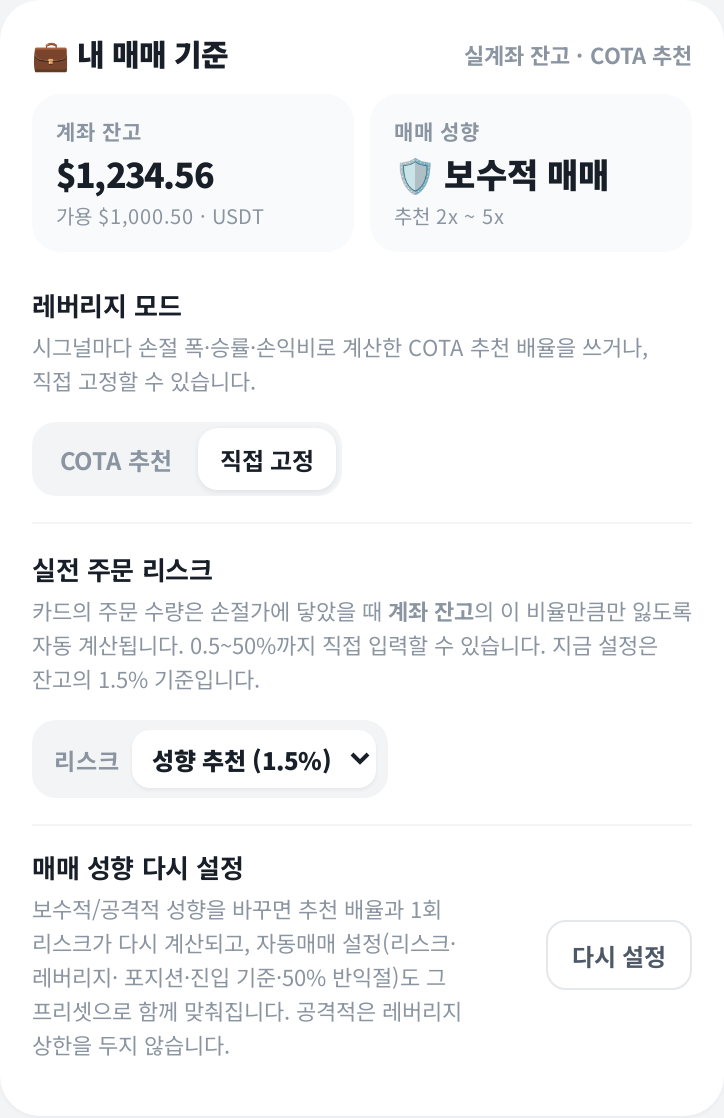 내 매매 기준
실계좌 잔고 · COTA 추천
계좌 잔고
$1,234.56
가용 $1,000.50 · USDT
매매 성향
보수적 매매
추천 2x ~ 5x
레버리지 모드
시그널마다 손절 폭·승률·손익비로 계산한 COTA 추천 배율을 쓰거나,
직접 고정할 수 있습니다.
COTA 추천
직접 고정
실전 주문 리스크
카드의 주문 수량은 손절가에 닿았을 때 계좌 잔고의 이 비율만큼만 잃도록
자동 계산됩니다. 0.5~50%까지 직접 입력할 수 있습니다. 지금 설정은
잔고의 1.5% 기준입니다.
리스크
성향 추천 (1.5%)
매매 성향 다시 설정
보수적/공격적 성향을 바꾸면 추천 배율과 1회
리스크가 다시 계산되고, 자동매매 설정(리스크·
레버리지· 포지션·진입 기준·50% 반익절)도 그
프리셋으로 함께 맞춰집니다. 공격적은 레버리지
상한을 두지 않습니다.
다시 설정